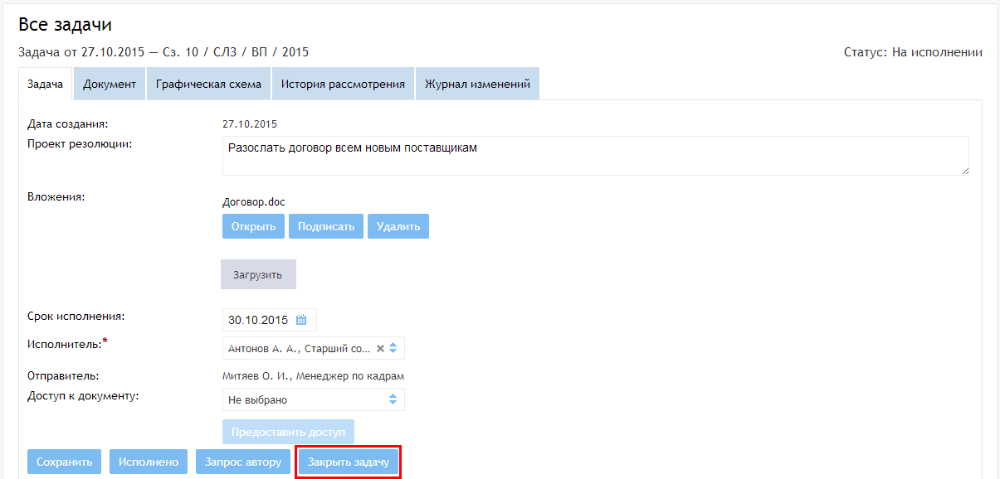 Все задачи
Задача от 27.10.2015 — Сз. 10 / СЛЗ / ВП / 2015
Статус: На исполнении
Задача
Документ
Графическая схема
История рассмотрения
Журнал изменений
Дата создания: 27.10.2015
Проект резолюции: Разослать договор всем новым поставщикам
Вложения: Договор.doc
Открыть
Подписать
Удалить
Загрузить
Срок исполнения: 30.10.2015
Исполнитель:* Антонов А. А., Старший со...
Отправитель: Митяев О. И., Менеджер по кадрам
Доступ к документу: Не выбрано
Предоставить доступ
Сохранить
Исполнено
Запрос автору
Закрыть задачу